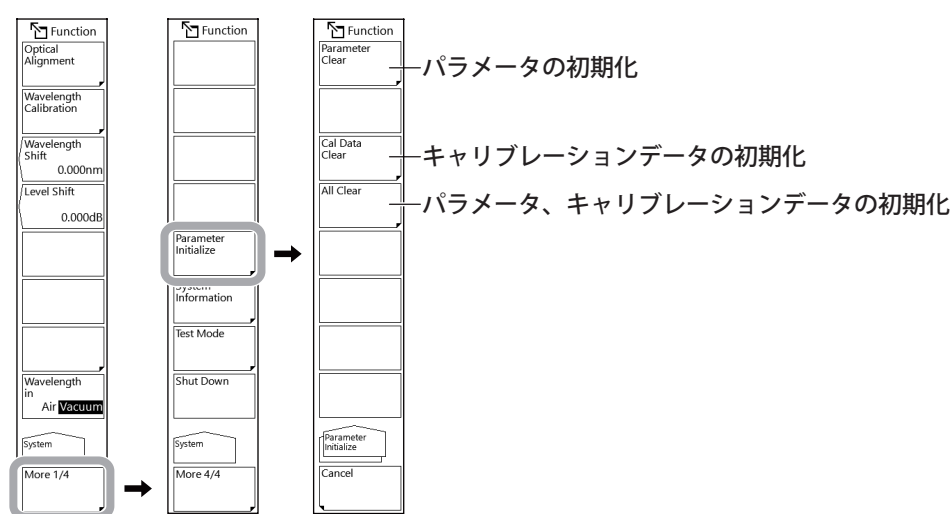 Function
Optical
Alignment
Wavelength
Calibration
Wavelength
Shift
0.000nm
Level Shift
0.000dB
Wavelength
in
Air Vacuum
System
More 1/4
Function
Parameter
Initialize
System
Information
Test Mode
Shut Down
System
More 4/4
Function
Parameter
Clear
パラメータの初期化
Cal Data
Clear
キャリブレーションデータの初期化
All Clear
パラメータ、キャリブレーションデータの初期化
Parameter
Initialize
Cancel